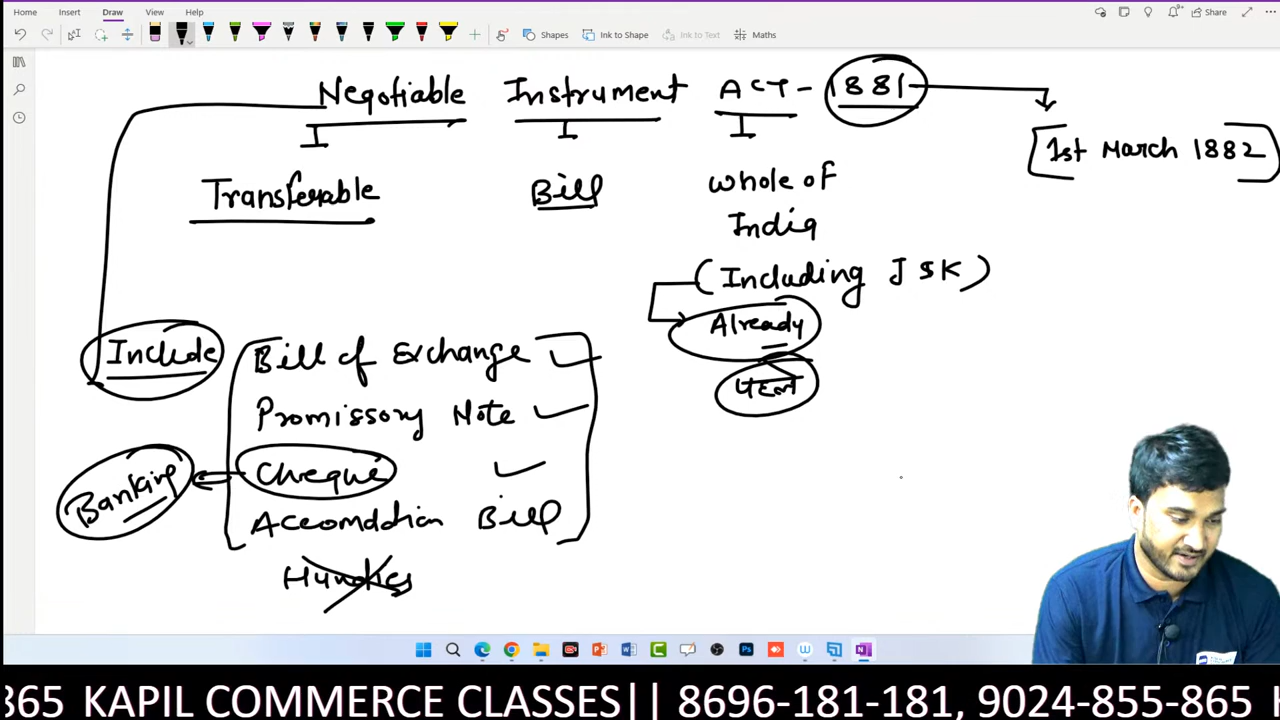 Home Insert Draw View Share
Shapes Ink to Shape Ink to Text Maths
Negotiable Instrument ACT - 1881
[1st March 1882]
Transferable Bill whole of
India
(Including J & K)
Already
Include Bill of Exchange
Promissory Note
Banking Cheque
Accomddtion Bill
Hundies
365 KAPIL COMMERCE CLASSES|| 8696-181-181, 9024-855-865